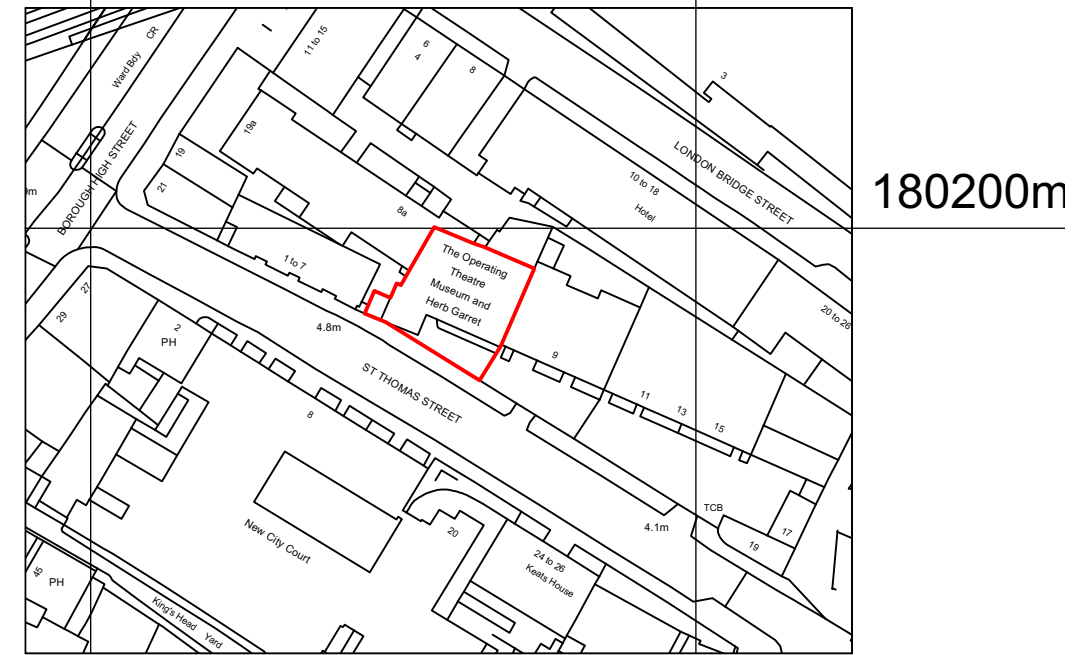 CR
Ward Bdy
11 to 15
6
4
8
3
BOROUGH HIGH STREET
19a
19
21
LONDON BRIDGE STREET
10 to 18
Hotel
180200m
8a
1 to 7
The Operating
Theatre
Museum and
Herb Garret
27
29
2
PH
4.8m
ST THOMAS STREET
9
20 to 26
11
13
15
8
New City Court
20
TCB
4.1m
17
19
24 to 26
Keats House
45
PH
King's Head Yard